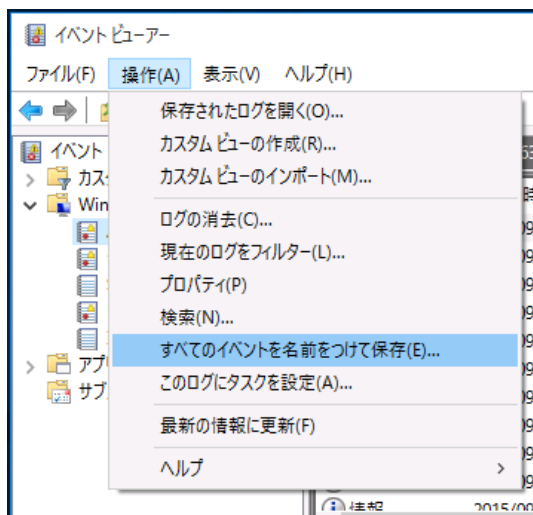 イベント ビューアー
ファイル(F) 操作(A) 表示(V) ヘルプ(H)
保存されたログを開く(O)...
イベント
カスタム ビューの作成(R)...
カス
カスタム ビューのインポート(M)...
Win
ログの消去(C)...
現在のログをフィルター(L)...
プロパティ(P)
検索(N)...
すべてのイベントを名前をつけて保存(E)...
アプ
このログにタスクを設定(A)...
サブ
最新の情報に更新(F)
ヘルプ
情報 2015/09